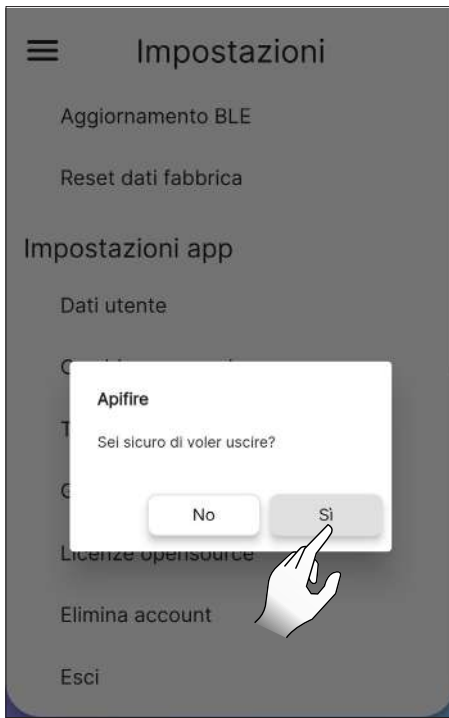 Impostazioni
Aggiornamento BLE
Reset dati fabbrica
Impostazioni app
Dati utente
Apifire
Sei sicuro di voler uscire?
No Sì
Licenze opensource
Elimina account
Esci